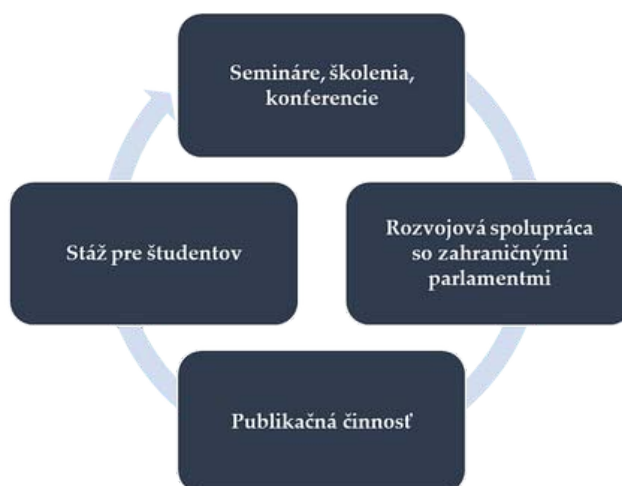 Semináre, školenia,
konferencie
Rozvojová spolupráca
so zahraničnými
parlamentmi
Publikačná činnosť
Stáž pre študentov